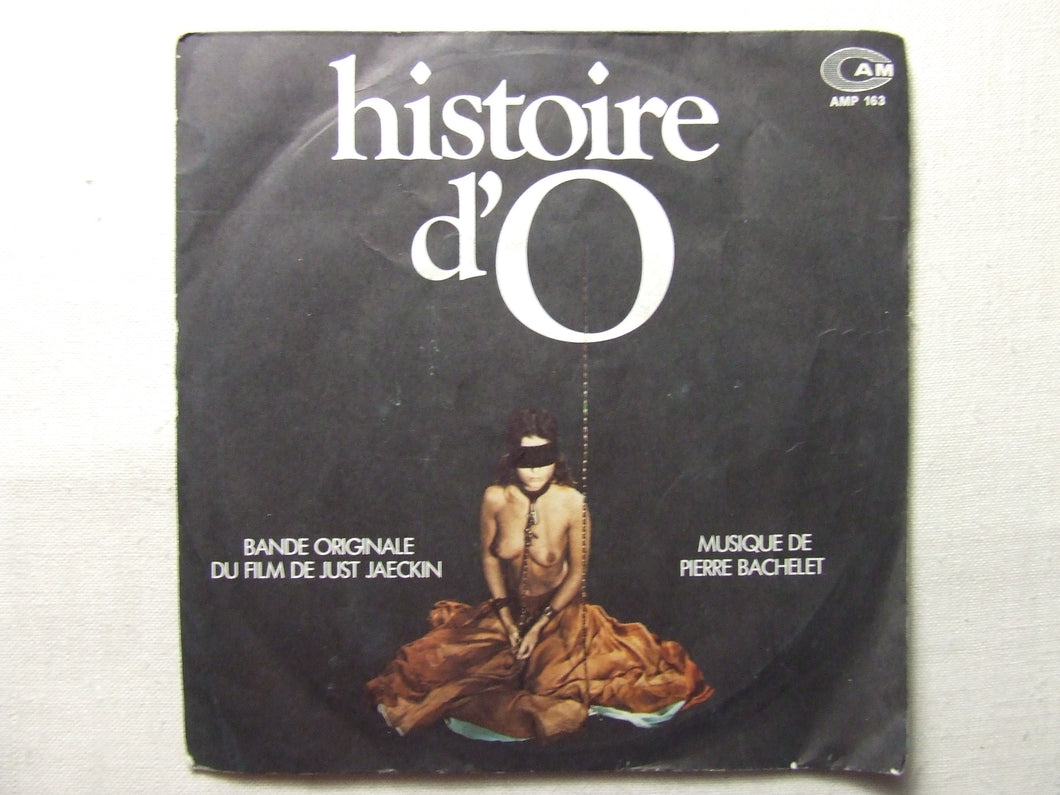 histoire
d'O
CAM
AMP 163
BANDE ORIGINALE
DU FILM DE JUST JAECKIN
MUSIQUE DE
PIERRE BACHELET